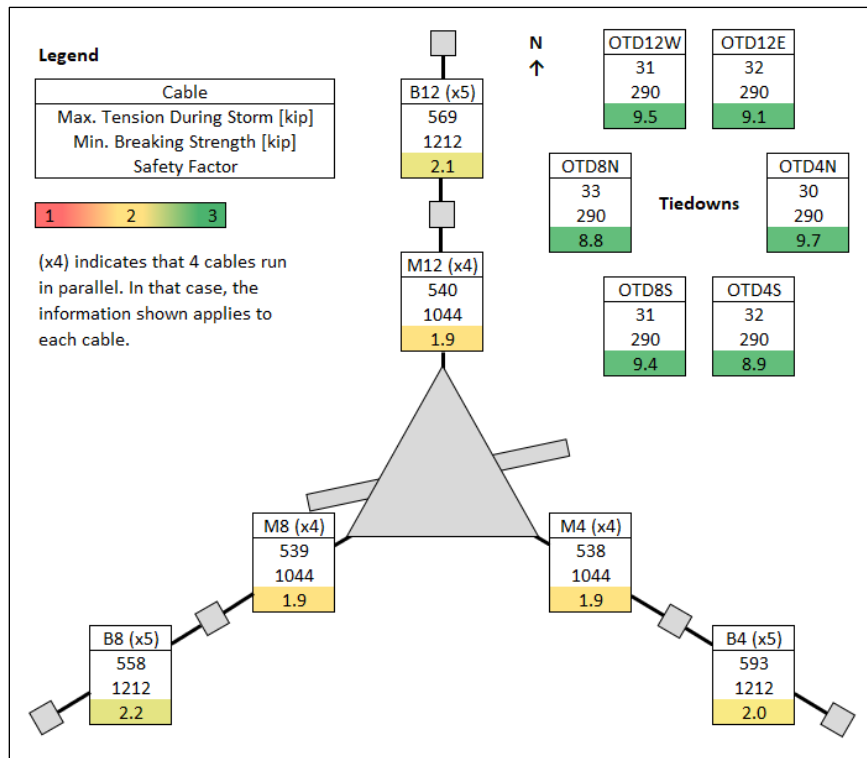 Legend
Cable
Max. Tension During Storm [kip]
Min. Breaking Strength [kip]
Safety Factor
1 2 3
(x4) indicates that 4 cables run
in parallel. In that case, the
information shown applies to
each cable.
N
↑
B12 (x5)
569
1212
2.1
M12 (x4)
540
1044
1.9
OTD12W
31
290
9.5
OTD12E
32
290
9.1
OTD8N
33
290
8.8
Tiedowns
OTD4N
30
290
9.7
OTD8S
31
290
9.4
OTD4S
32
290
8.9
M8 (x4)
539
1044
1.9
M4 (x4)
538
1044
1.9
B8 (x5)
558
1212
2.2
B4 (x5)
593
1212
2.0